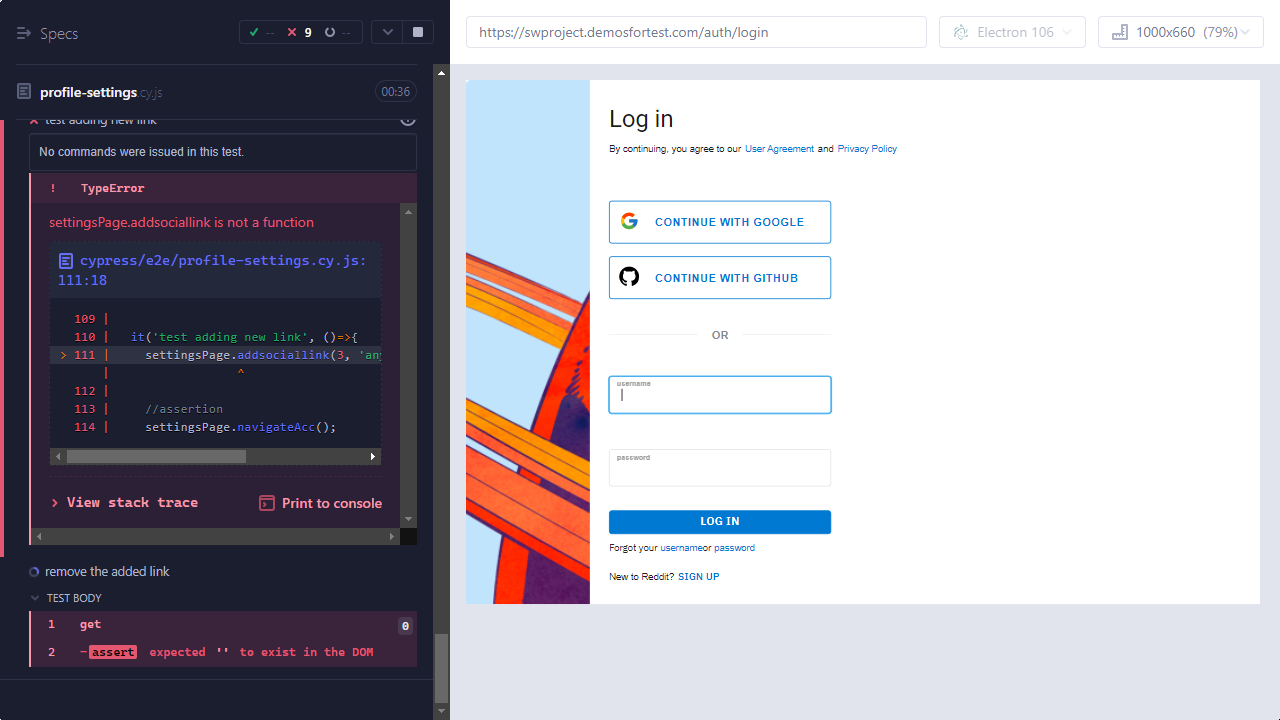 Specs
-- 9 --
https://swproject.demosfortest.com/auth/login
Electron 106
1000x660 (79%)
profile-settings.cy.js
00:36
test adding new link
No commands were issued in this test.
! TypeError
settingsPage.addsociallink is not a function
cypress/e2e/profile-settings.cy.js:
111:18
109 |
110 | it('test adding new link', ()=>{
> 111 | settingsPage.addsociallink(3, 'any
| ^
112 |
113 | //assertion
114 | settingsPage.navigateAcc();
> View stack trace
Print to console
remove the added link
TEST BODY
1 get 0
2 -assert expected '' to exist in the DOM
Log in
By continuing, you agree to our User Agreement and Privacy Policy
CONTINUE WITH GOOGLE
CONTINUE WITH GITHUB
OR
username
password
LOG IN
Forgot your usernameor password
New to Reddit? SIGN UP